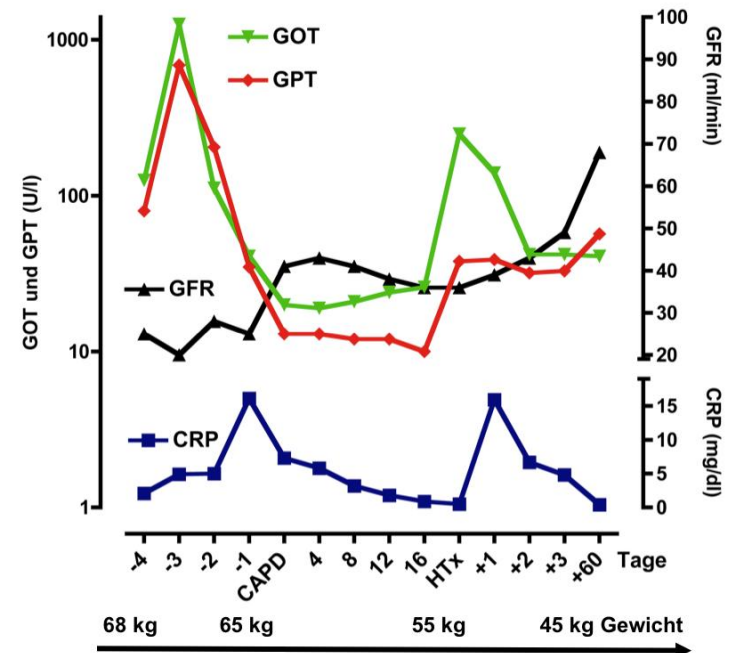 GOT
GPT
GFR
CRP
GOT und GPT (U/l)
1000
100
10
1
GFR (ml/min)
100
90
80
70
60
50
40
30
20
CRP (mg/dl)
15
10
5
0
-4 -3 -2 -1 CAPD 4 8 12 16 HTx +1 +2 +3 +60 Tage
68 kg 65 kg 55 kg 45 kg Gewicht